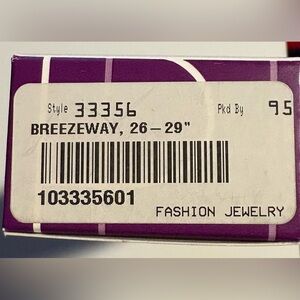 Style 33356 Pkd By 95
BREEZEWAY, 26-29"
103335601
FASHION JEWELRY